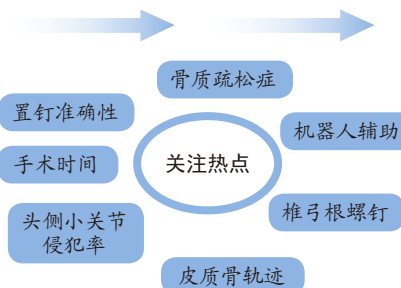 骨质疏松症
置钉准确性
机器人辅助
手术时间
关注热点
头侧小关节
侵犯率
椎弓根螺钉
皮质骨轨迹